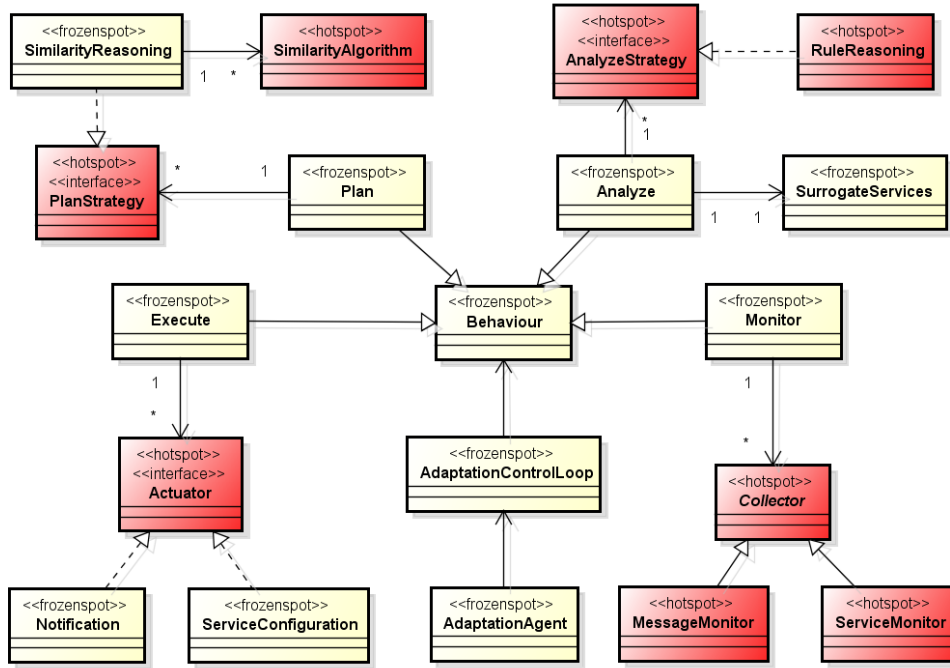 <<frozenspot>>
SimilarityReasoning
1
*
<<hotspot>>
SimilarityAlgorithm
<<hotspot>>
<<interface>>
AnalyzeStrategy
<<hotspot>>
RuleReasoning
*
1
<<hotspot>>
<<interface>>
PlanStrategy
*
1
<<frozenspot>>
Plan
<<frozenspot>>
Analyze
1
1
<<frozenspot>>
SurrogateServices
<<frozenspot>>
Execute
<<frozenspot>>
Behaviour
<<frozenspot>>
Monitor
1
*
1
*
<<hotspot>>
<<interface>>
Actuator
<<frozenspot>>
AdaptationControlLoop
<<hotspot>>
Collector
<<frozenspot>>
Notification
<<frozenspot>>
ServiceConfiguration
<<frozenspot>>
AdaptationAgent
<<hotspot>>
MessageMonitor
<<hotspot>>
ServiceMonitor